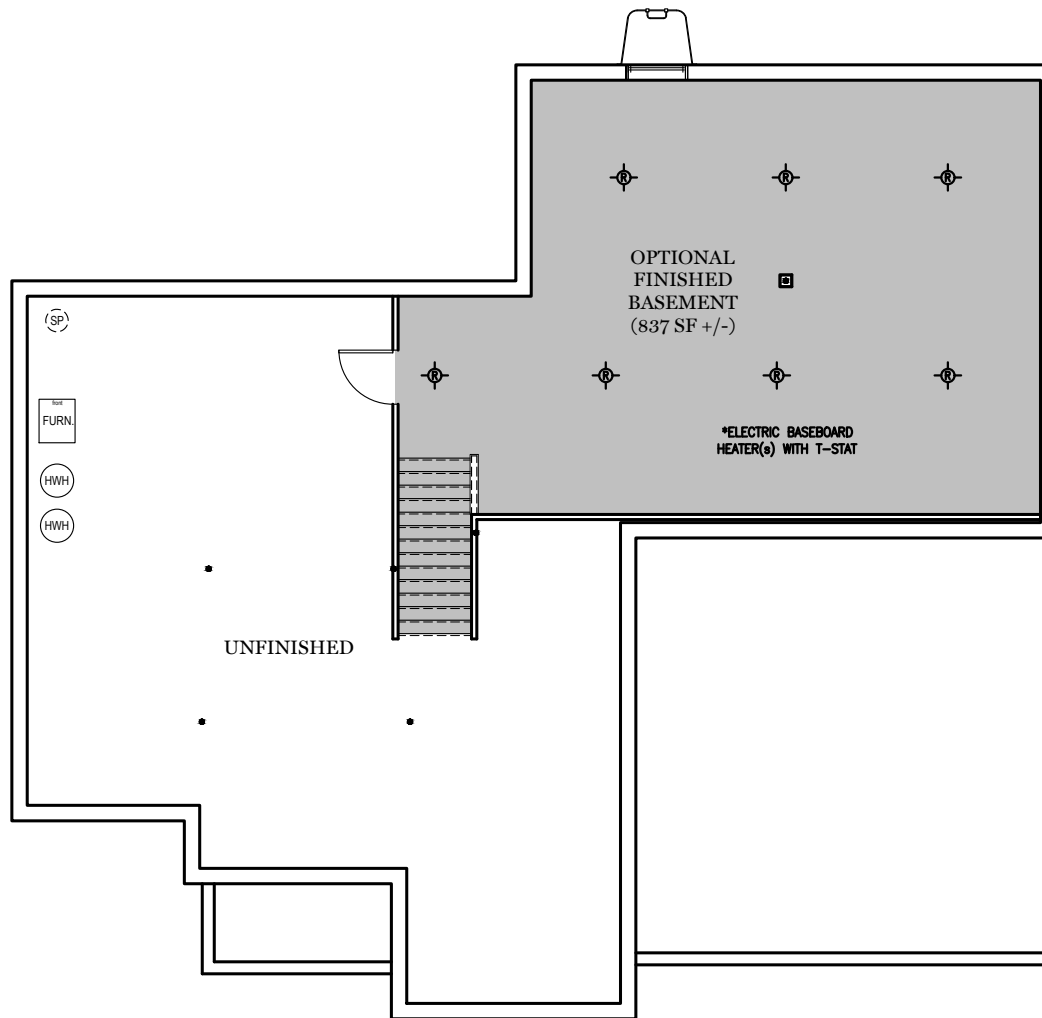 R
R
R
OPTIONAL
FINISHED
BASEMENT
(837 SF +/-)
SP
R
R
R
R
front
FURN.
*ELECTRIC BASEBOARD
HEATER(s) WITH T-STAT
HWH
HWH
UNFINISHED